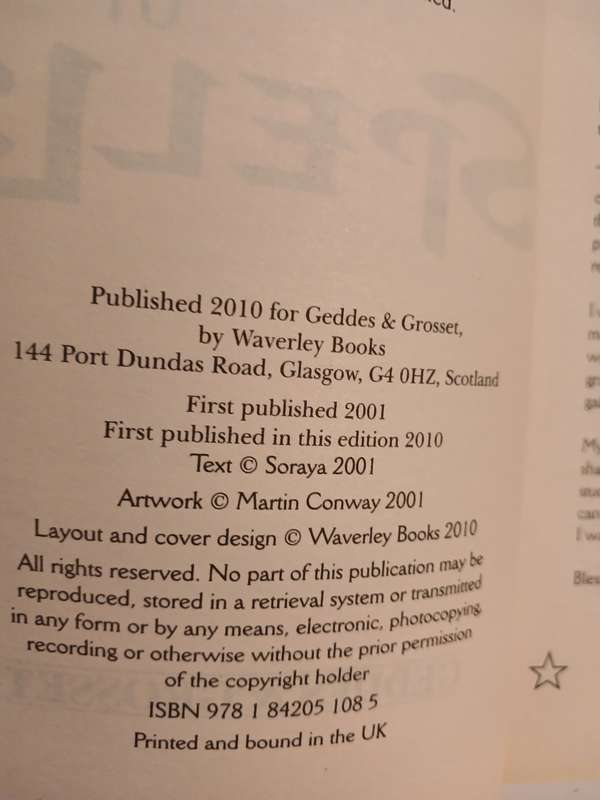 Published 2010 for Geddes & Grosset,
by Waverley Books
144 Port Dundas Road, Glasgow, G4 0HZ, Scotland
First published 2001
First published in this edition 2010
Text © Soraya 2001
Artwork © Martin Conway 2001
Layout and cover design © Waverley Books 2010
All rights reserved. No part of this publication may be
reproduced, stored in a retrieval system or transmitted
in any form or by any means, electronic, photocopying,
recording or otherwise without the prior permission
of the copyright holder
ISBN 978 1 84205 108 5
Printed and bound in the UK
My